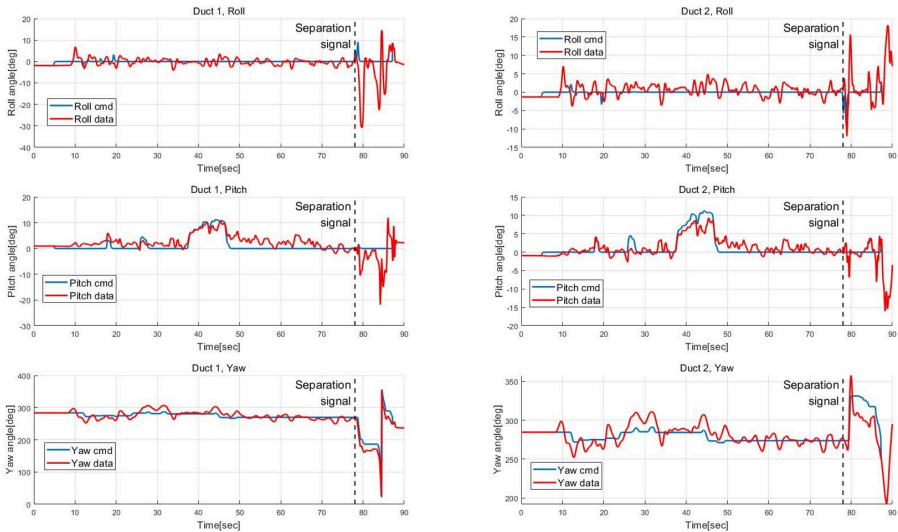 Duct 1, Roll
Separation
signal
20
10
0
-10
-20
-30
-40
Roll angle[deg]
Roll cmd
Roll data
0 10 20 30 40 50 60 70 80 90
Time[sec]
Duct 2, Roll
Separation
signal
20
15
10
5
0
-5
-10
-15
Roll angle[deg]
Roll cmd
Roll data
0 10 20 30 40 50 60 70 80 90
Time[sec]
Duct 1, Pitch
Separation
signal
20
10
0
-10
-20
-30
Pitch angle[deg]
Pitch cmd
Pitch data
0 10 20 30 40 50 60 70 80 90
Time[sec]
Duct 2, Pitch
Separation
signal
15
10
5
0
-5
-10
-15
-20
Pitch angle[deg]
Pitch cmd
Pitch data
0 10 20 30 40 50 60 70 80 90
Time[sec]
Duct 1, Yaw
Separation
signal
400
300
200
100
0
Yaw angle[deg]
Yaw cmd
Yaw data
0 10 20 30 40 50 60 70 80 90
Time[sec]
Duct 2, Yaw
Separation
signal
350
300
250
200
Yaw angle[deg]
Yaw cmd
Yaw data
0 10 20 30 40 50 60 70 80 90
Time[sec]